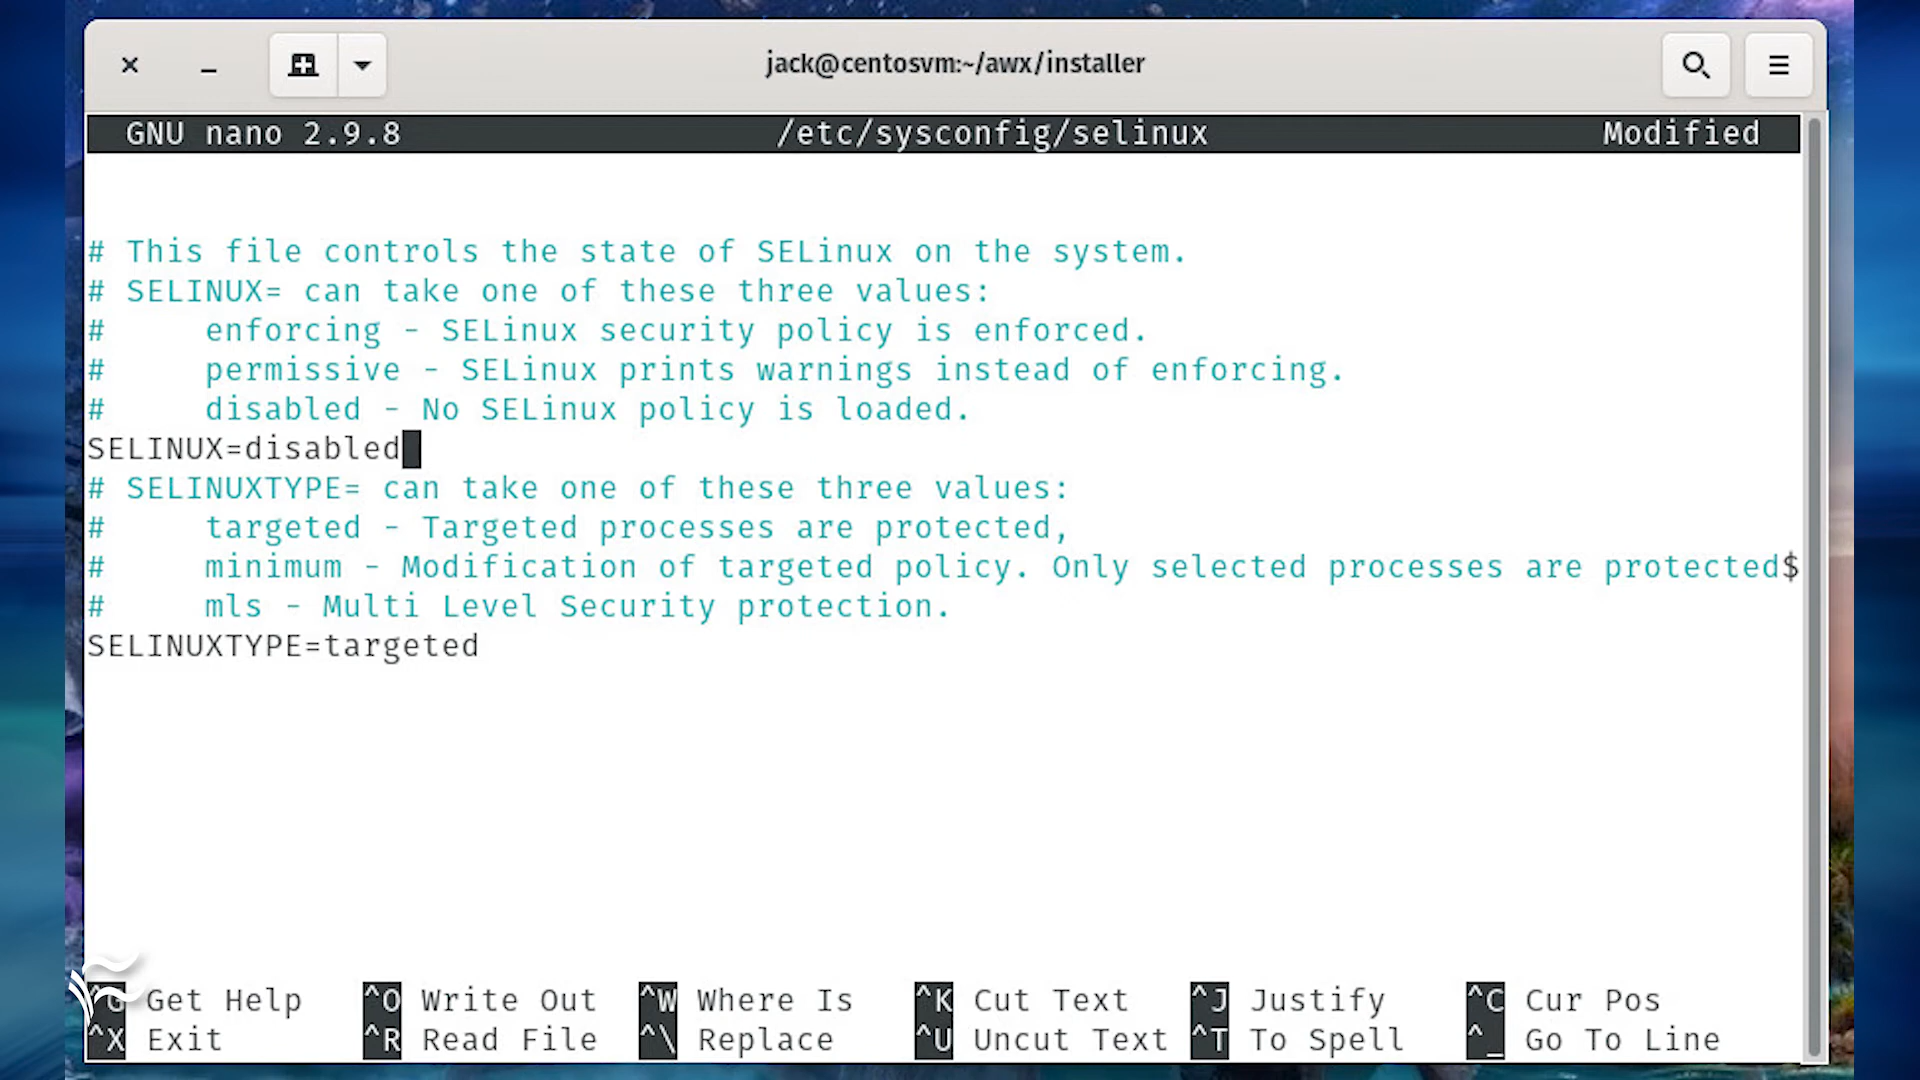 jack@centosvm:~/awx/installer
GNU nano 2.9.8 /etc/sysconfig/selinux Modified
# This file controls the state of SELinux on the system.
# SELINUX= can take one of these three values:
#     enforcing - SELinux security policy is enforced.
#     permissive - SELinux prints warnings instead of enforcing.
#     disabled - No SELinux policy is loaded.
SELINUX=disabled
# SELINUXTYPE= can take one of these three values:
#     targeted - Targeted processes are protected,
#     minimum - Modification of targeted policy. Only selected processes are protected$
#     mls - Multi Level Security protection.
SELINUXTYPE=targeted
^G Get Help ^O Write Out ^W Where Is ^K Cut Text ^J Justify ^C Cur Pos
^X Exit ^R Read File ^\ Replace ^U Uncut Text ^T To Spell ^_ Go To Line